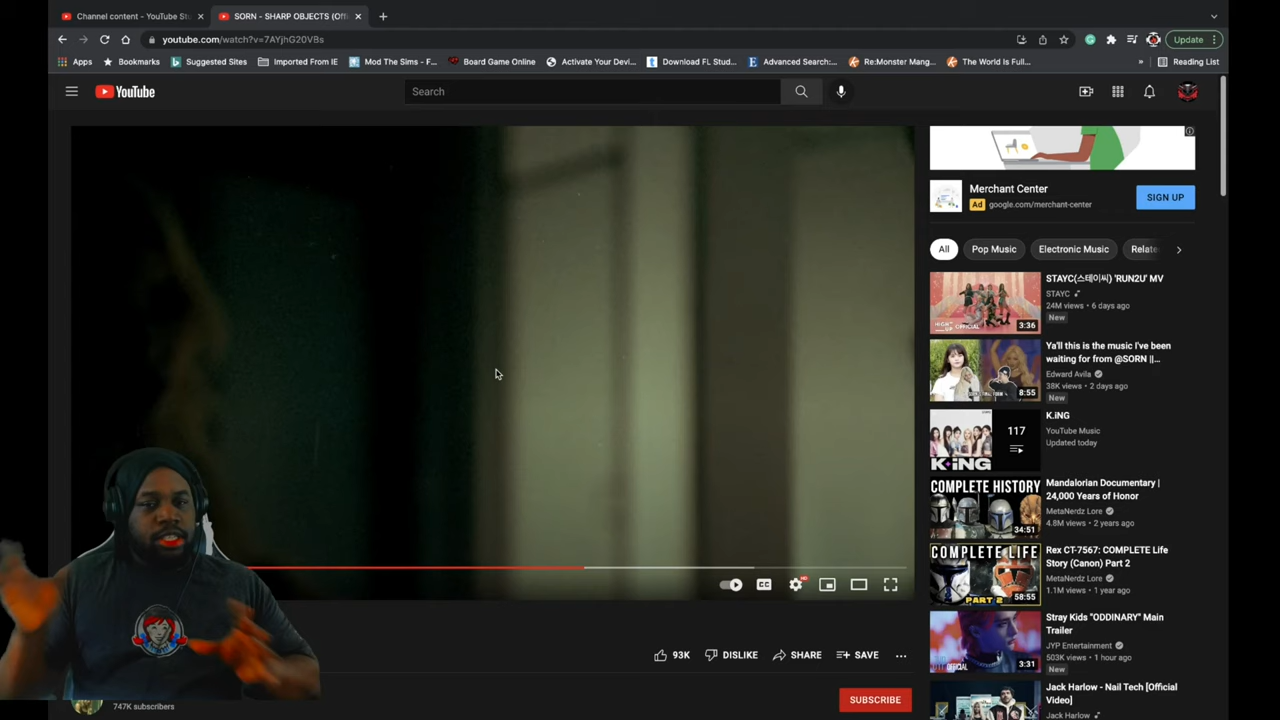 Channel content - YouTube St
SORN - SHARP OBJECTS (Offi
youtube.com/watch?v=7AYjhG20VBs
Update
Apps
Bookmarks
Suggested Sites
Imported From IE
Mod The Sims - F...
Board Game Online
Activate Your Devi...
Download FL Stud...
Advanced Search:...
Re:Monster Mang...
The World Is Full...
»
Reading List
YouTube
Search
Merchant Center
Ad google.com/merchant-center
SIGN UP
All
Pop Music
Electronic Music
Relate
STAYC(스테이씨) 'RUN2U' MV
STAYC
24M views • 6 days ago
New
3:36
Ya'll this is the music I've been
waiting for from @SORN ||...
Edward Avila
38K views • 2 days ago
New
8:55
K.iNG
YouTube Music
Updated today
117
K•iNG
Mandalorian Documentary |
24,000 Years of Honor
MetaNerdz Lore
4.8M views • 2 years ago
COMPLETE HISTORY
34:51
Rex CT-7567: COMPLETE Life
Story (Canon) Part 2
MetaNerdz Lore
1.1M views • 1 year ago
COMPLETE LIFE
PART 2
58:55
Stray Kids "ODDINARY" Main
Trailer
JYP Entertainment
503K views • 1 hour ago
New
3:31
Jack Harlow - Nail Tech [Official
Video]
Jack Harlow
CC
HD
93K
DISLIKE
SHARE
SAVE
747K subscribers
SUBSCRIBE